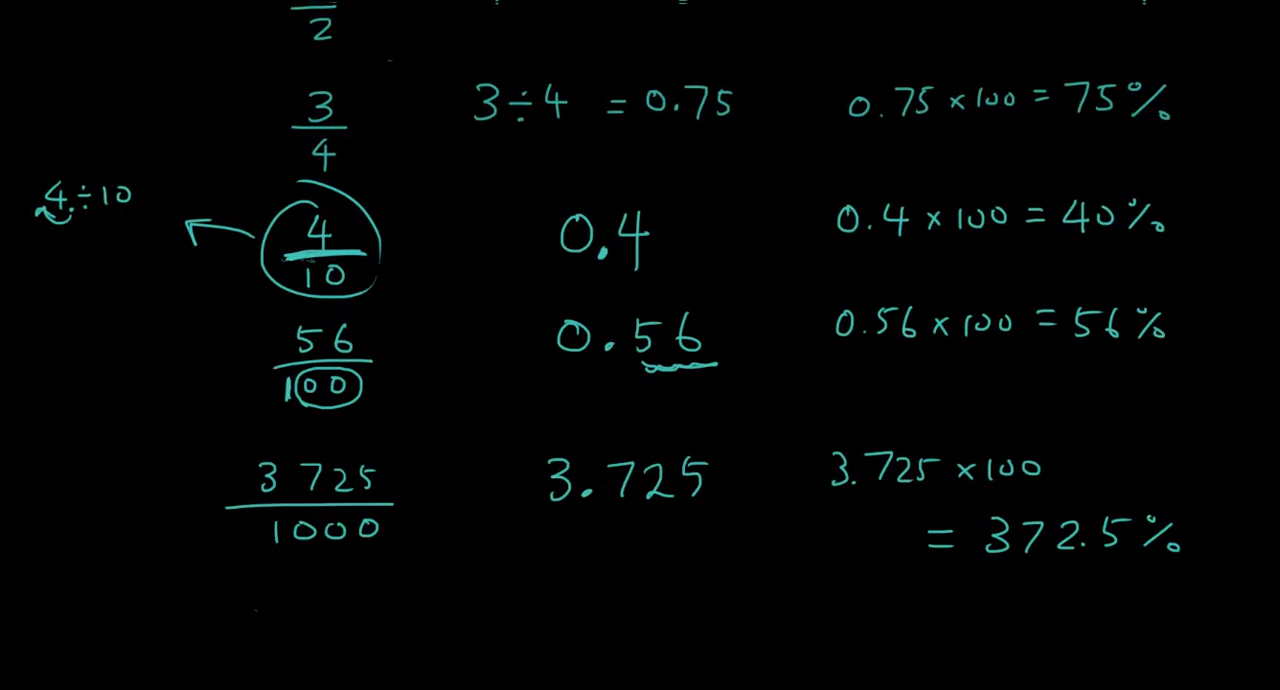 2
3/4 3÷4 = 0.75 0.75 × 100 = 75%
4.÷10
4/10 0.4 0.4 × 100 = 40%
56/100 0.56 0.56 × 100 = 56%
3725/1000 3.725 3.725 × 100
= 372.5%